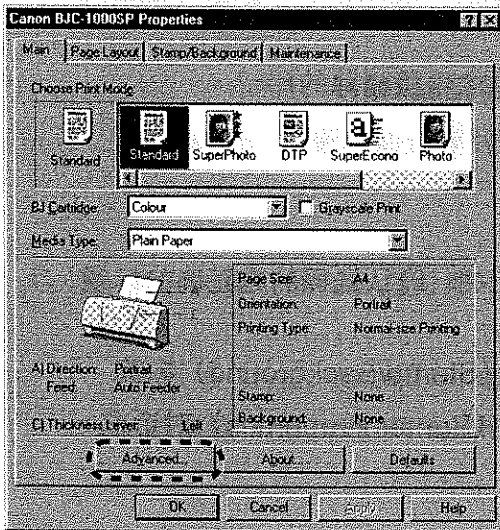 Canon BJC-1000SP Properties
Main Page Layout Stamp/Background Maintenance
Choose Print Mode
Standard Standard SuperPhoto DTP SuperEcono Photo
BJ Cartridge: Colour Grayscale Print
Media Type: Plain Paper
Page Size: A4
Orientation: Portrait
Printing Type: Normal-size Printing
A) Direction: Portrait
Feed: Auto Feeder
Stamp: None
C) Thickness Lever: Left Background: None
Advanced... About... Defaults
OK Cancel Apply Help